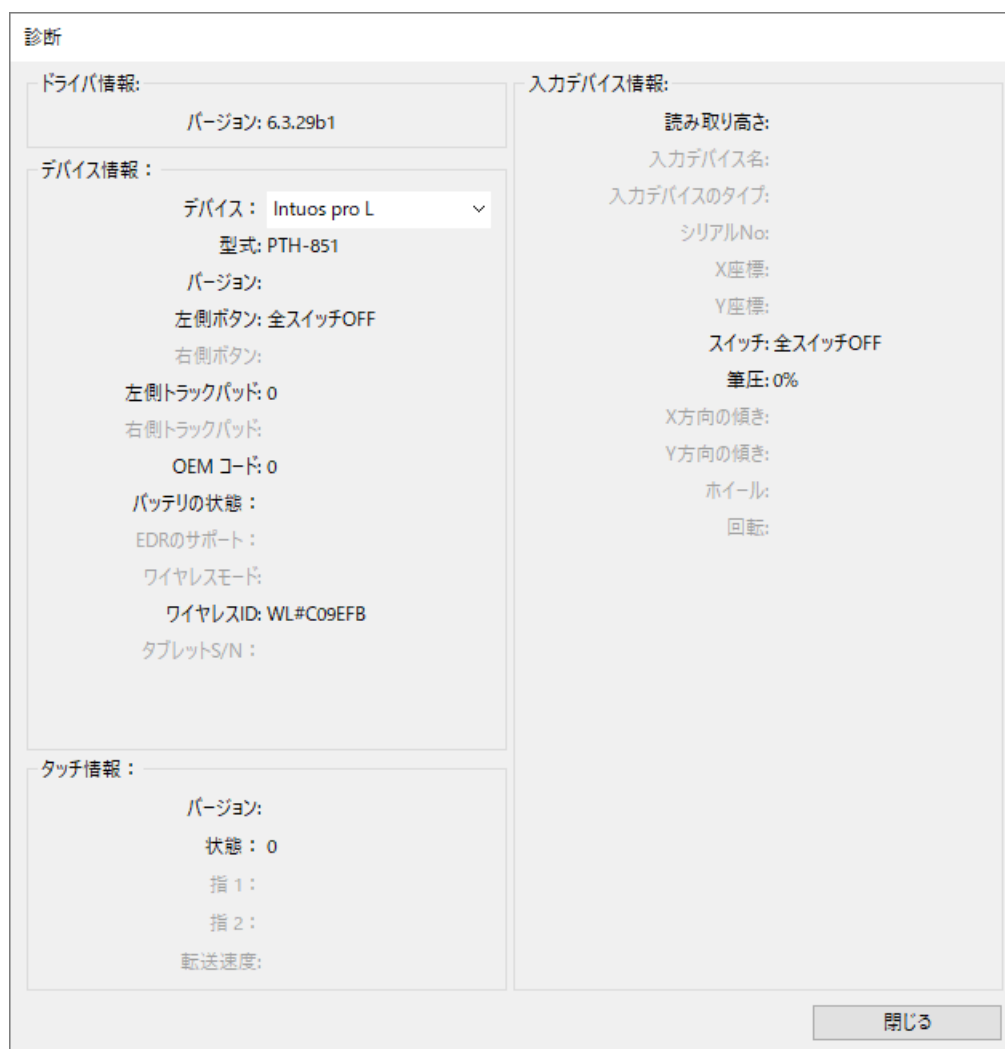 診断
ドライバ情報:
バージョン: 6.3.29b1
デバイス情報：
デバイス： Intuos pro L
型式: PTH-851
バージョン:
左側ボタン: 全スイッチOFF
右側ボタン:
左側トラックパッド: 0
右側トラックパッド:
OEM コード: 0
バッテリの状態：
EDRのサポート：
ワイヤレスモード:
ワイヤレスID: WL#C09EFB
タブレットS/N：
タッチ情報：
バージョン:
状態： 0
指 1：
指 2：
転送速度:
入力デバイス情報:
読み取り高さ:
入力デバイス名:
入力デバイスのタイプ:
シリアルNo:
X座標:
Y座標:
スイッチ: 全スイッチOFF
筆圧: 0%
X方向の傾き:
Y方向の傾き:
ホイール:
回転:
閉じる